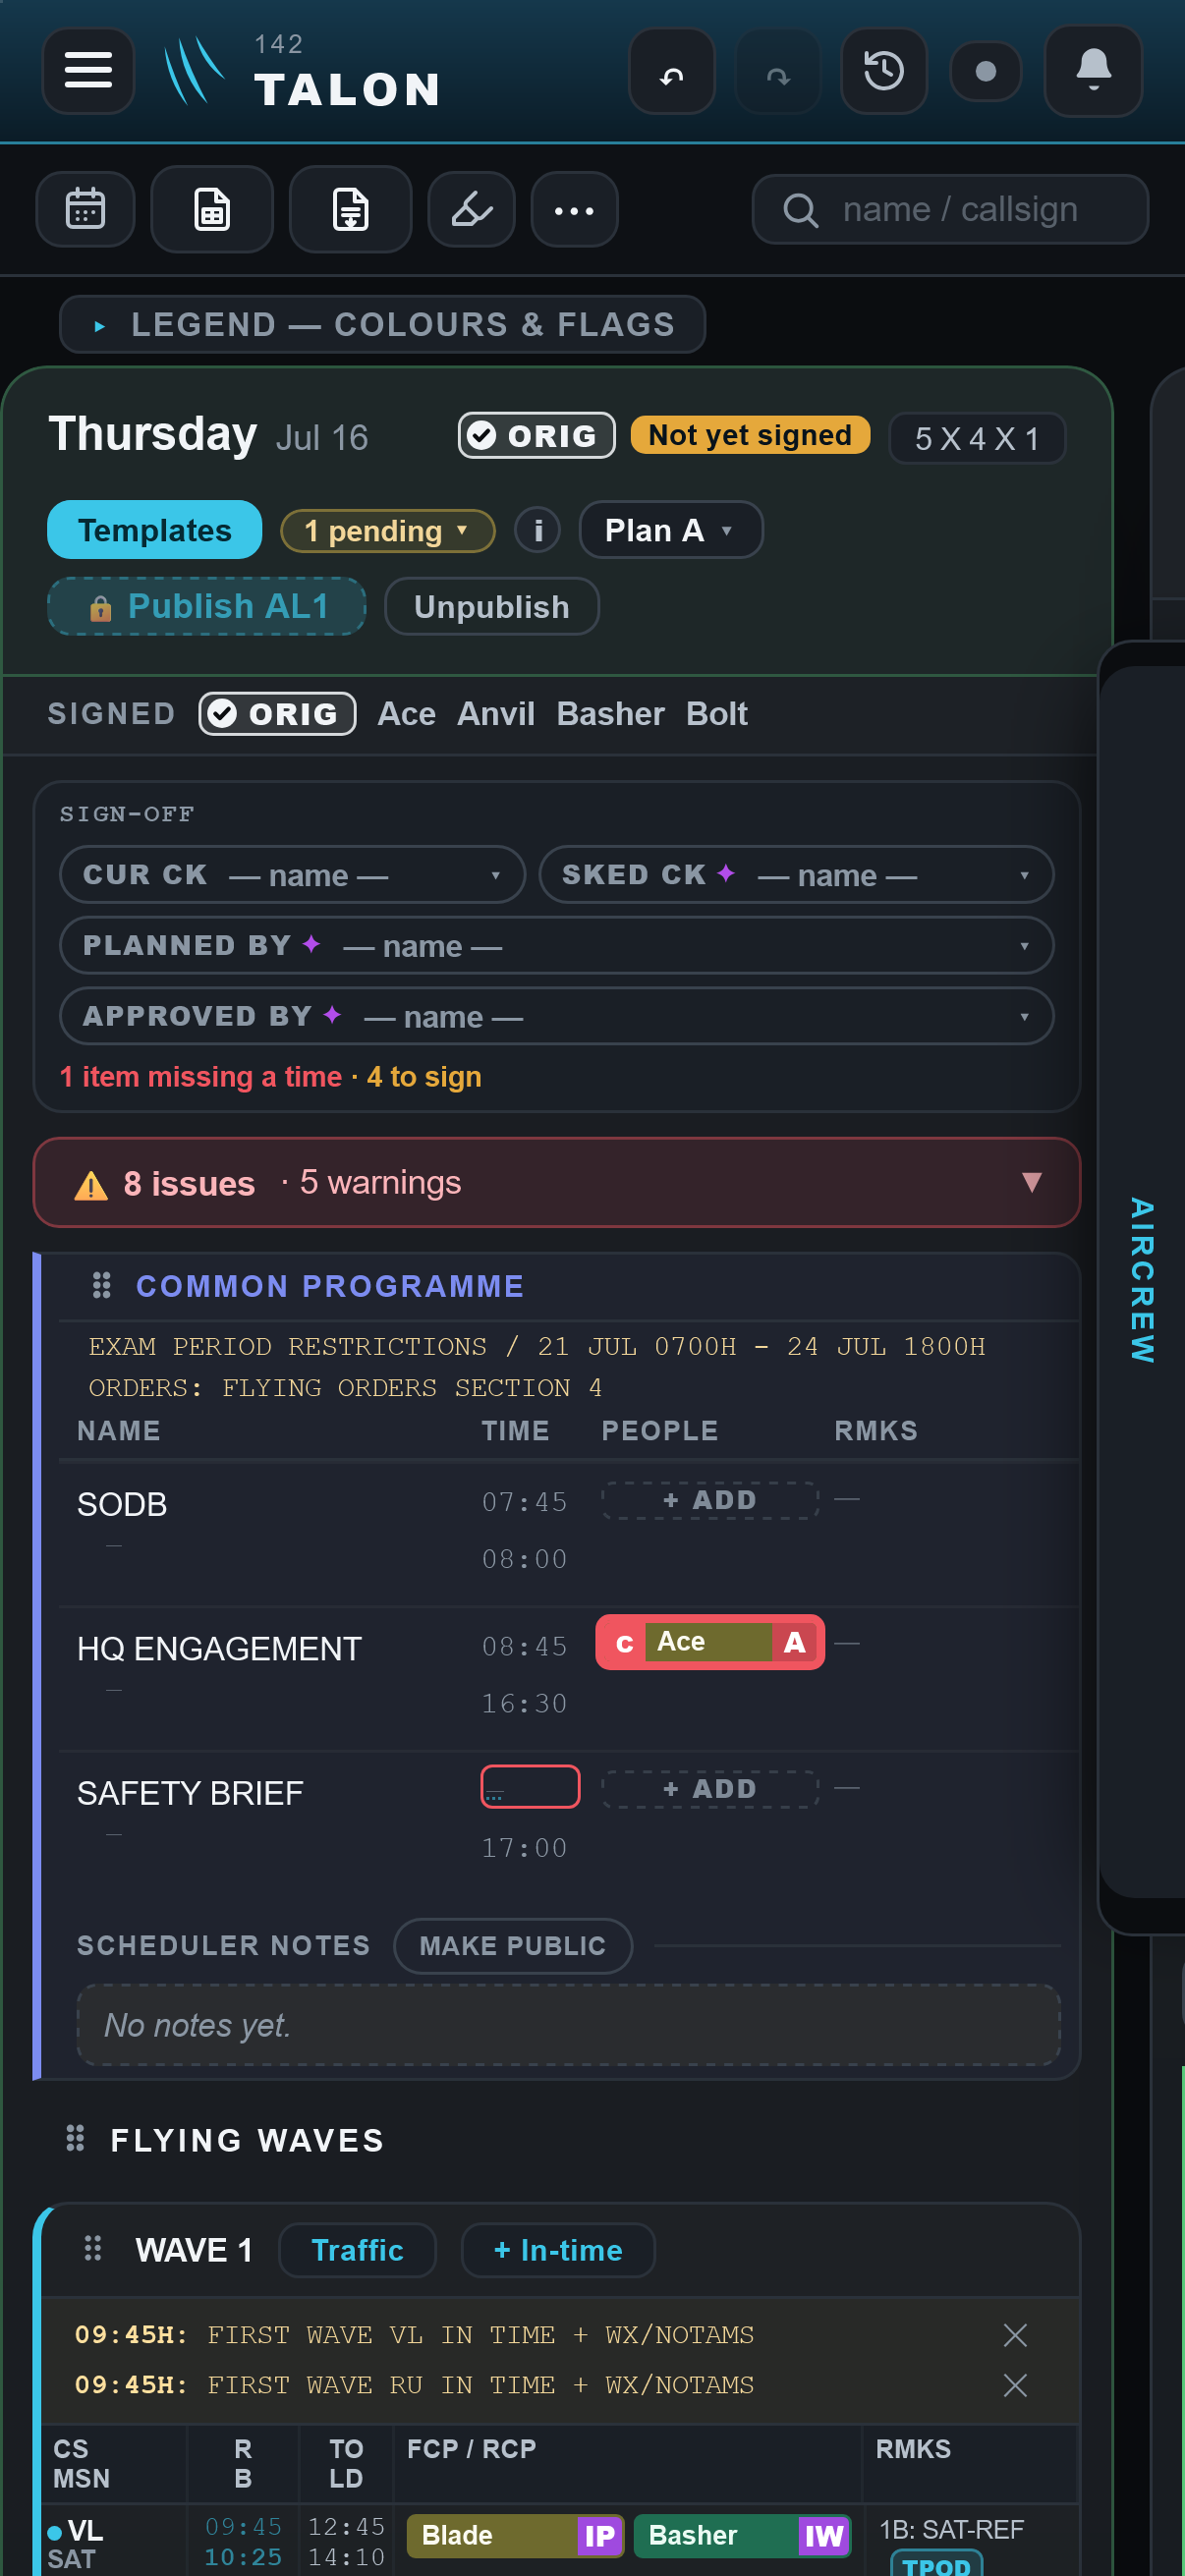 142
TALON
name / callsign
▸ LEGEND — COLOURS & FLAGS
Thursday Jul 16 ORIG Not yet signed 5 X 4 X 1
Templates 1 pending ▾ i Plan A ▾
Publish AL1 Unpublish
SIGNED ORIG Ace Anvil Basher Bolt
SIGN-OFF
CUR CK — name — ▾ SKED CK ✦ — name — ▾
PLANNED BY ✦ — name — ▾
APPROVED BY ✦ — name — ▾
1 item missing a time · 4 to sign
⚠ 8 issues · 5 warnings ▼
COMMON PROGRAMME
EXAM PERIOD RESTRICTIONS / 21 JUL 0700H - 24 JUL 1800H
ORDERS: FLYING ORDERS SECTION 4
NAME TIME PEOPLE RMKS
SODB 07:45 + ADD —
— 08:00
HQ ENGAGEMENT 08:45 C Ace A —
— 16:30
SAFETY BRIEF … + ADD —
— 17:00
SCHEDULER NOTES MAKE PUBLIC
No notes yet.
AIRCREW
FLYING WAVES
WAVE 1 Traffic + In-time
09:45H: FIRST WAVE VL IN TIME + WX/NOTAMS
09:45H: FIRST WAVE RU IN TIME + WX/NOTAMS
CS R TO FCP / RCP RMKS
MSN B LD
VL 09:45 12:45 Blade IP Basher IW 1B: SAT-REF
SAT 10:25 14:10 TPOD